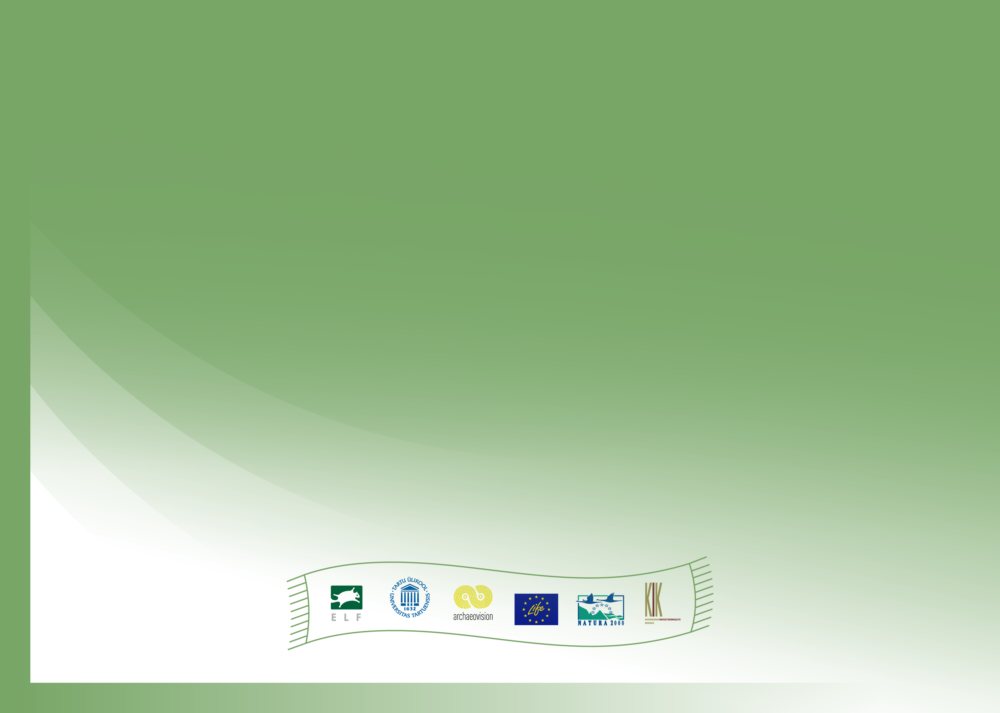 ELF
· TARTU ÜLIKOOL ·
UNIVERSITAS TARTUENSIS
1632
archaeovision
Life
NATURA 2000
KIK
KESKKONNAINVESTEERINGUTE
KESKUS